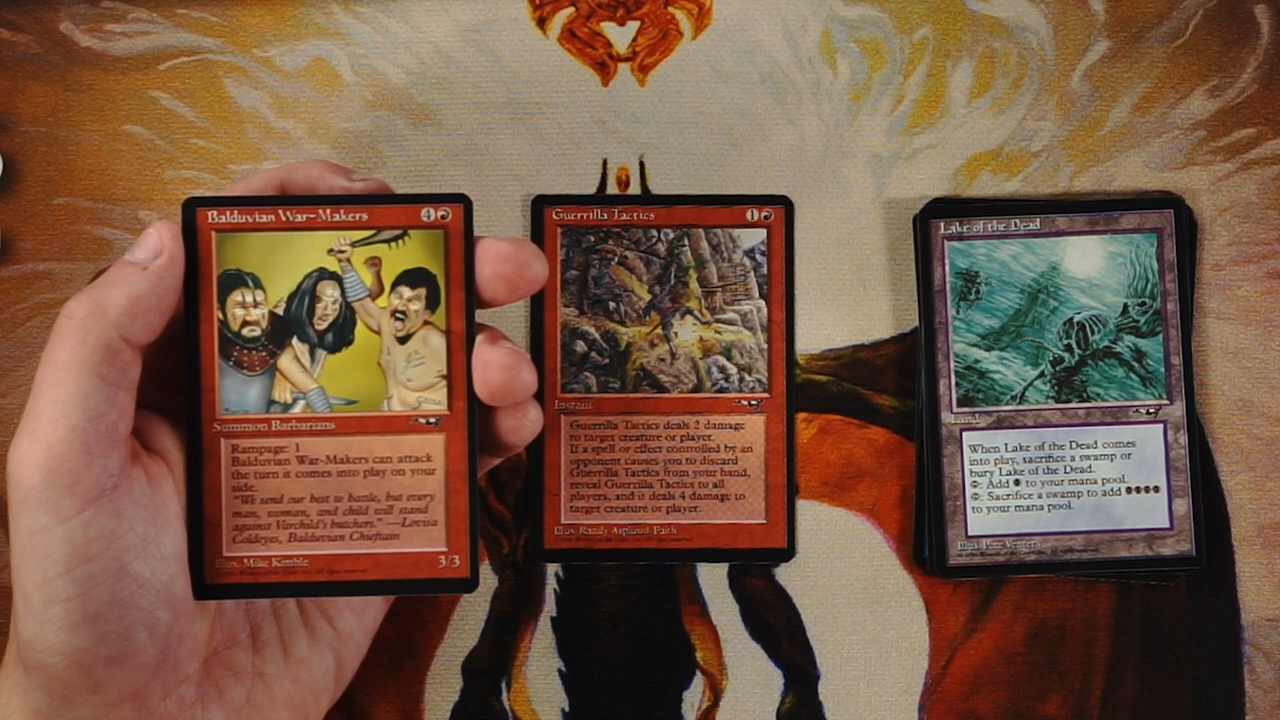 Balduvian War-Makers
4
Summon Barbarians
Rampage: 1
Balduvian War-Makers can attack
the turn it comes into play on your
side.
"We send our best to battle, but every
man, woman, and child will stand
against Varchild's butchers." —Lovisa
Coldeyes, Balduvian Chieftain
Illus. Mike Kimble
3/3
Guerrilla Tactics
1
Instant
Guerrilla Tactics deals 2 damage
to target creature or player.
If a spell or effect controlled by an
opponent causes you to discard
Guerrilla Tactics from your hand,
reveal Guerrilla Tactics to all
players, and it deals 4 damage to
target creature or player.
Illus. Randy Asplund-Faith
Lake of the Dead
Land
When Lake of the Dead comes
into play, sacrifice a swamp or
bury Lake of the Dead.
: Add to your mana pool.
: Sacrifice a swamp to add
to your mana pool.
Illus. Pete Venters